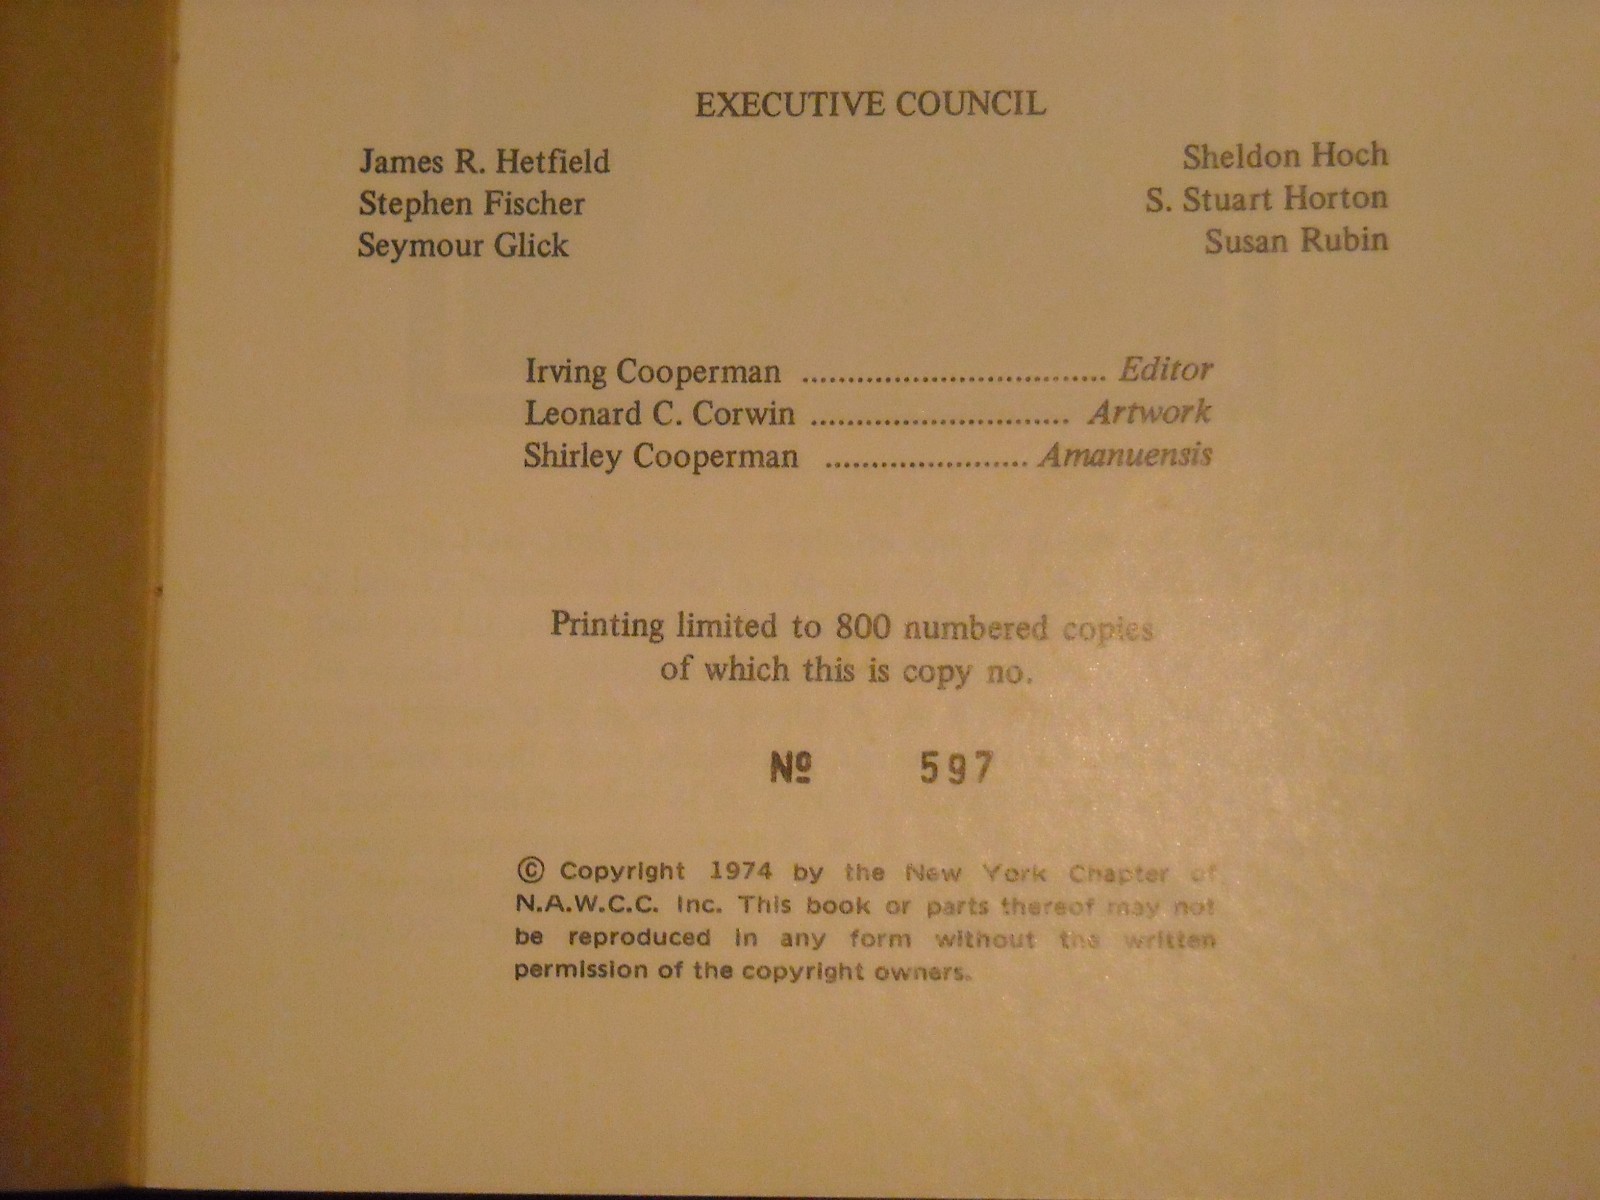 EXECUTIVE COUNCIL
James R. Hetfield Sheldon Hoch
Stephen Fischer S. Stuart Horton
Seymour Glick Susan Rubin
Irving Cooperman .................................. Editor
Leonard C. Corwin ............................. Artwork
Shirley Cooperman ....................... Amanuensis
Printing limited to 800 numbered copies
of which this is copy no.
Nº 597
© Copyright 1974 by the New York Chapter of
N.A.W.C.C. Inc. This book or parts thereof may not
be reproduced in any form without the written
permission of the copyright owners.